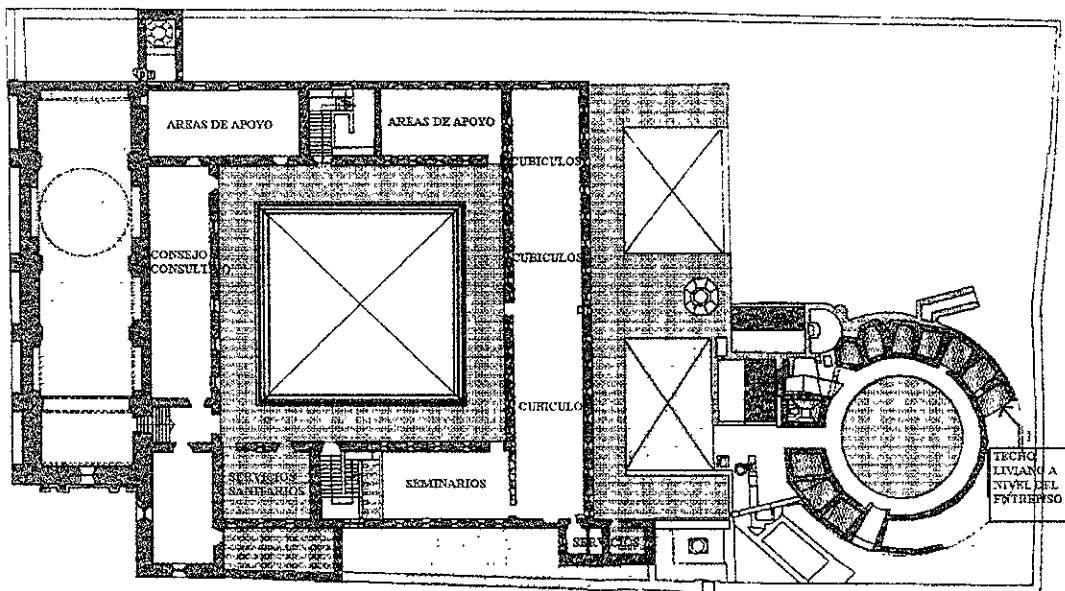 AREAS DE APOYO
AREAS DE APOYO
CUBICULOS
CONSEJO
CONSULTIVO
CUBICULOS
CUBICULO
SERVICIOS
SANITARIOS
SEMINARIOS
SERVICIOS
TECHO
LIVIANO A
NIVEL DEL
ENTREPISO